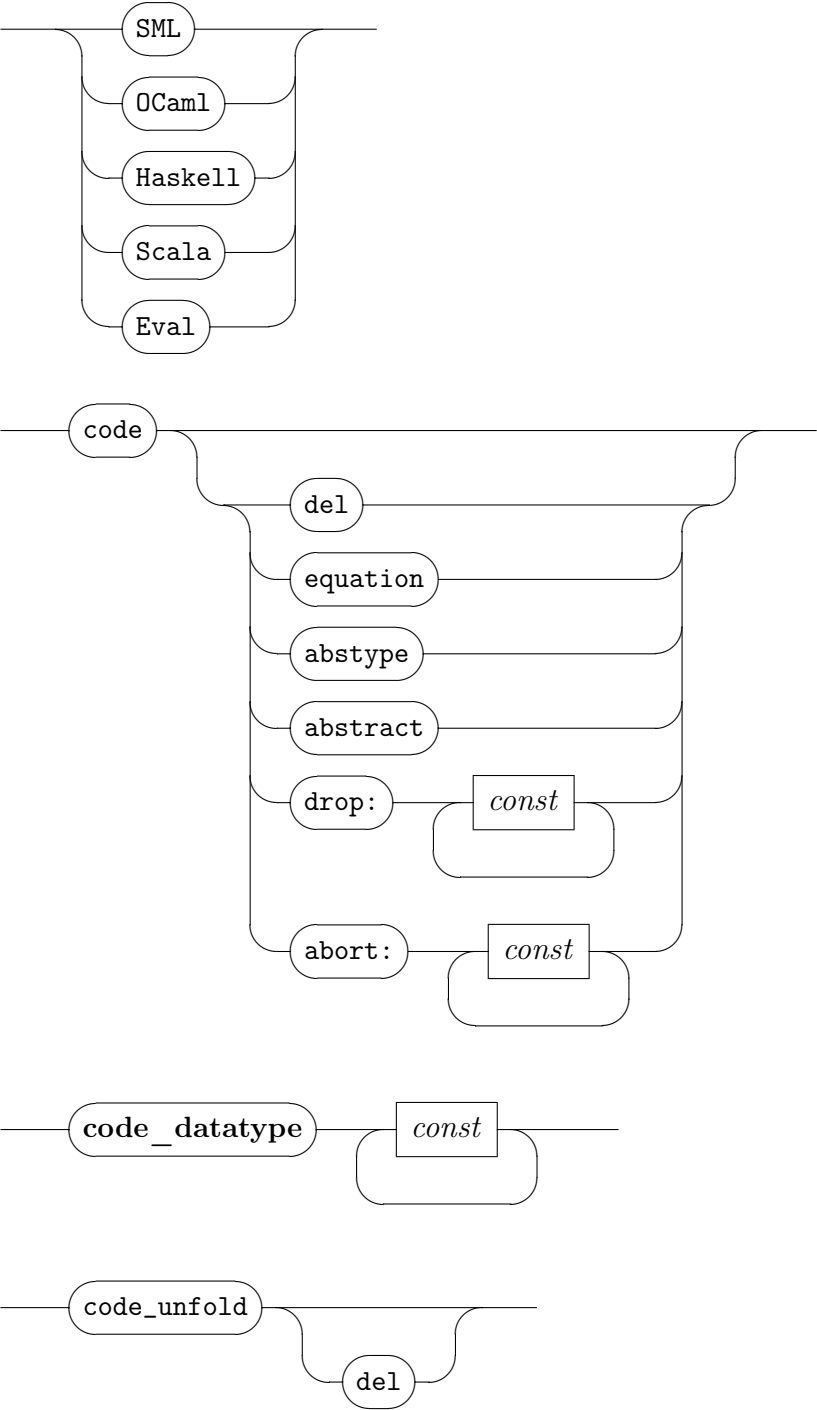 SML
OCaml
Haskell
Scala
Eval
code
del
equation
abstype
abstract
drop: const
abort: const
code_datatype const
code_unfold
del